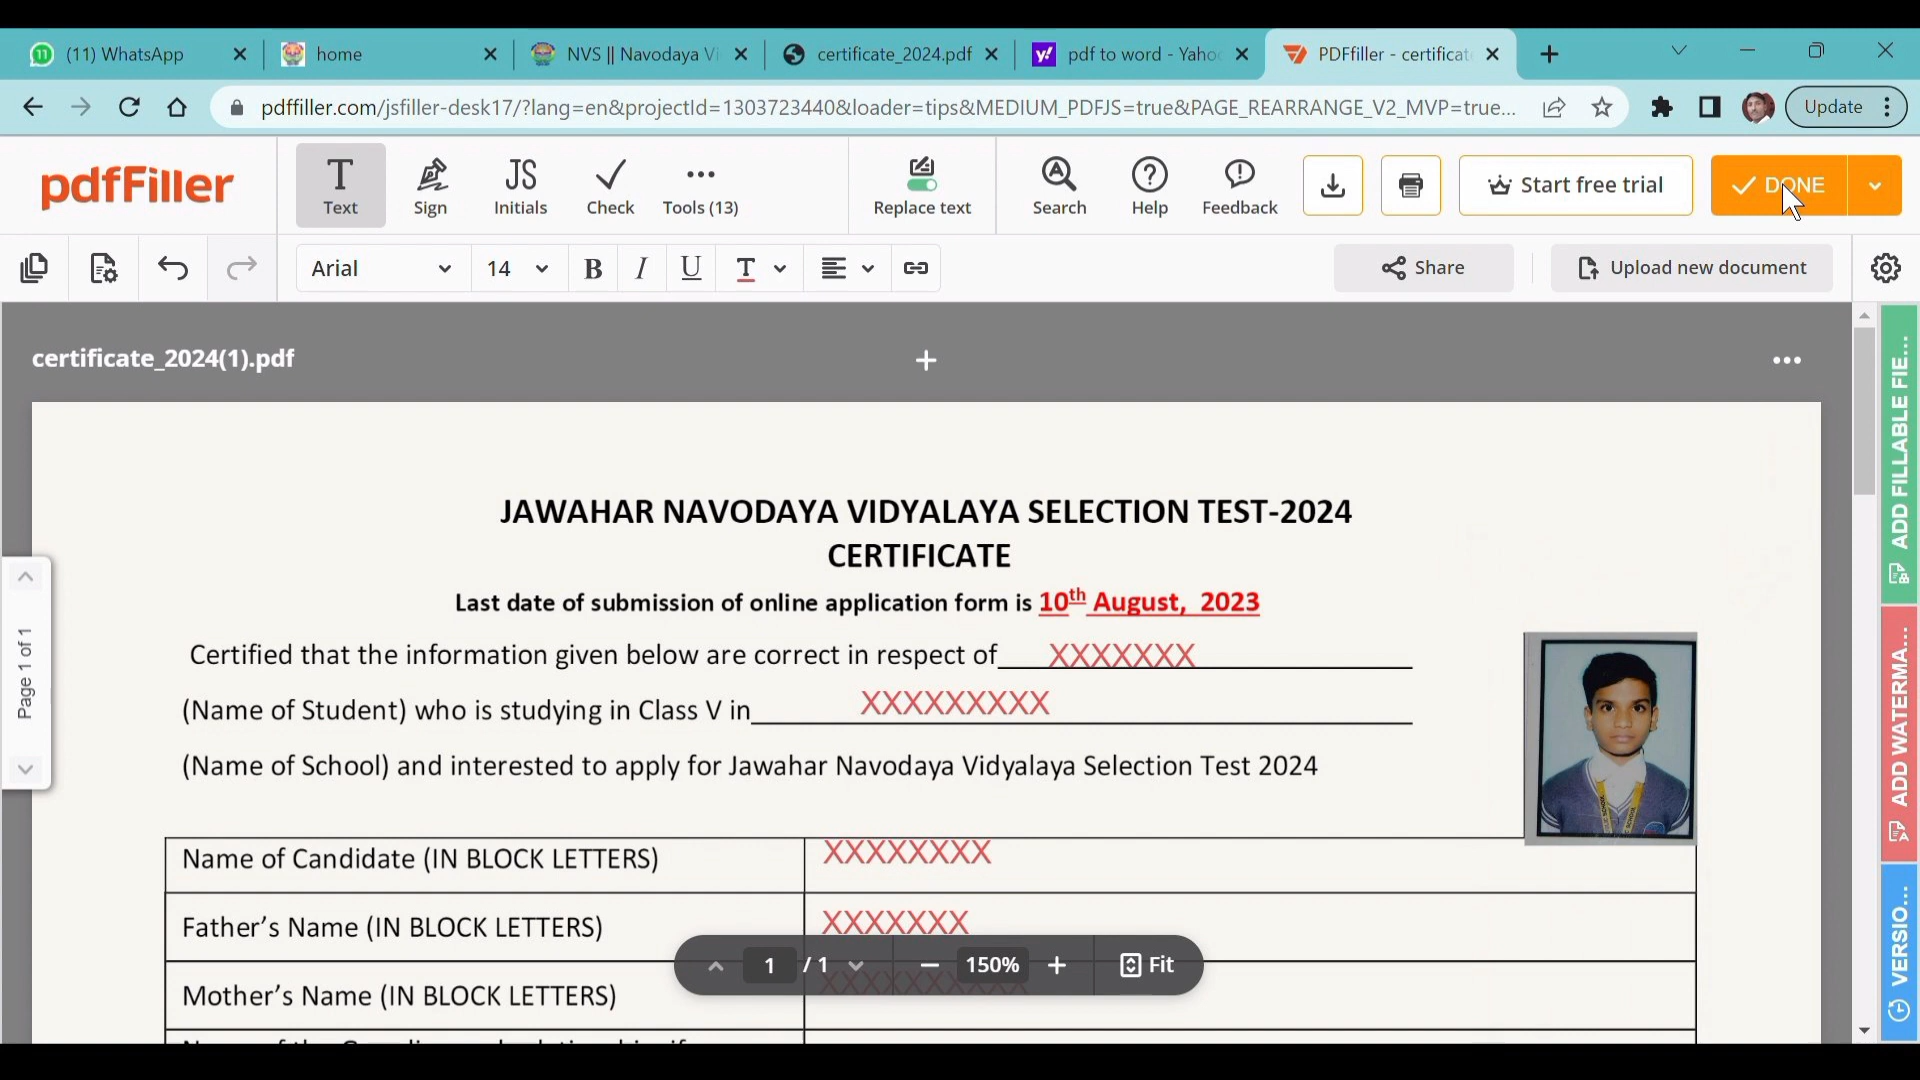 11 (11) WhatsApp
home
NVS || Navodaya Vi
certificate_2024.pdf
y! pdf to word - Yahoo
PDFfiller - certificat
pdffiller.com/jsfiller-desk17/?lang=en&projectId=1303723440&loader=tips&MEDIUM_PDFJS=true&PAGE_REARRANGE_V2_MVP=true...
Update
pdfFiller
Text
Sign
JS
Initials
Check
Tools (13)
Replace text
Search
Help
Feedback
Start free trial
DONE
Arial
14
B
I
U
T
Share
Upload new document
certificate_2024(1).pdf
JAWAHAR NAVODAYA VIDYALAYA SELECTION TEST-2024
CERTIFICATE
Last date of submission of online application form is 10th August, 2023
Certified that the information given below are correct in respect of XXXXXXX
(Name of Student) who is studying in Class V in XXXXXXXXX
(Name of School) and interested to apply for Jawahar Navodaya Vidyalaya Selection Test 2024
Name of Candidate (IN BLOCK LETTERS) XXXXXXXX
Father’s Name (IN BLOCK LETTERS) XXXXXXX
Mother’s Name (IN BLOCK LETTERS)
Page 1 of 1
1 / 1
150%
Fit
ADD FILLABLE FIE...
ADD WATERMA...
VERSIO...